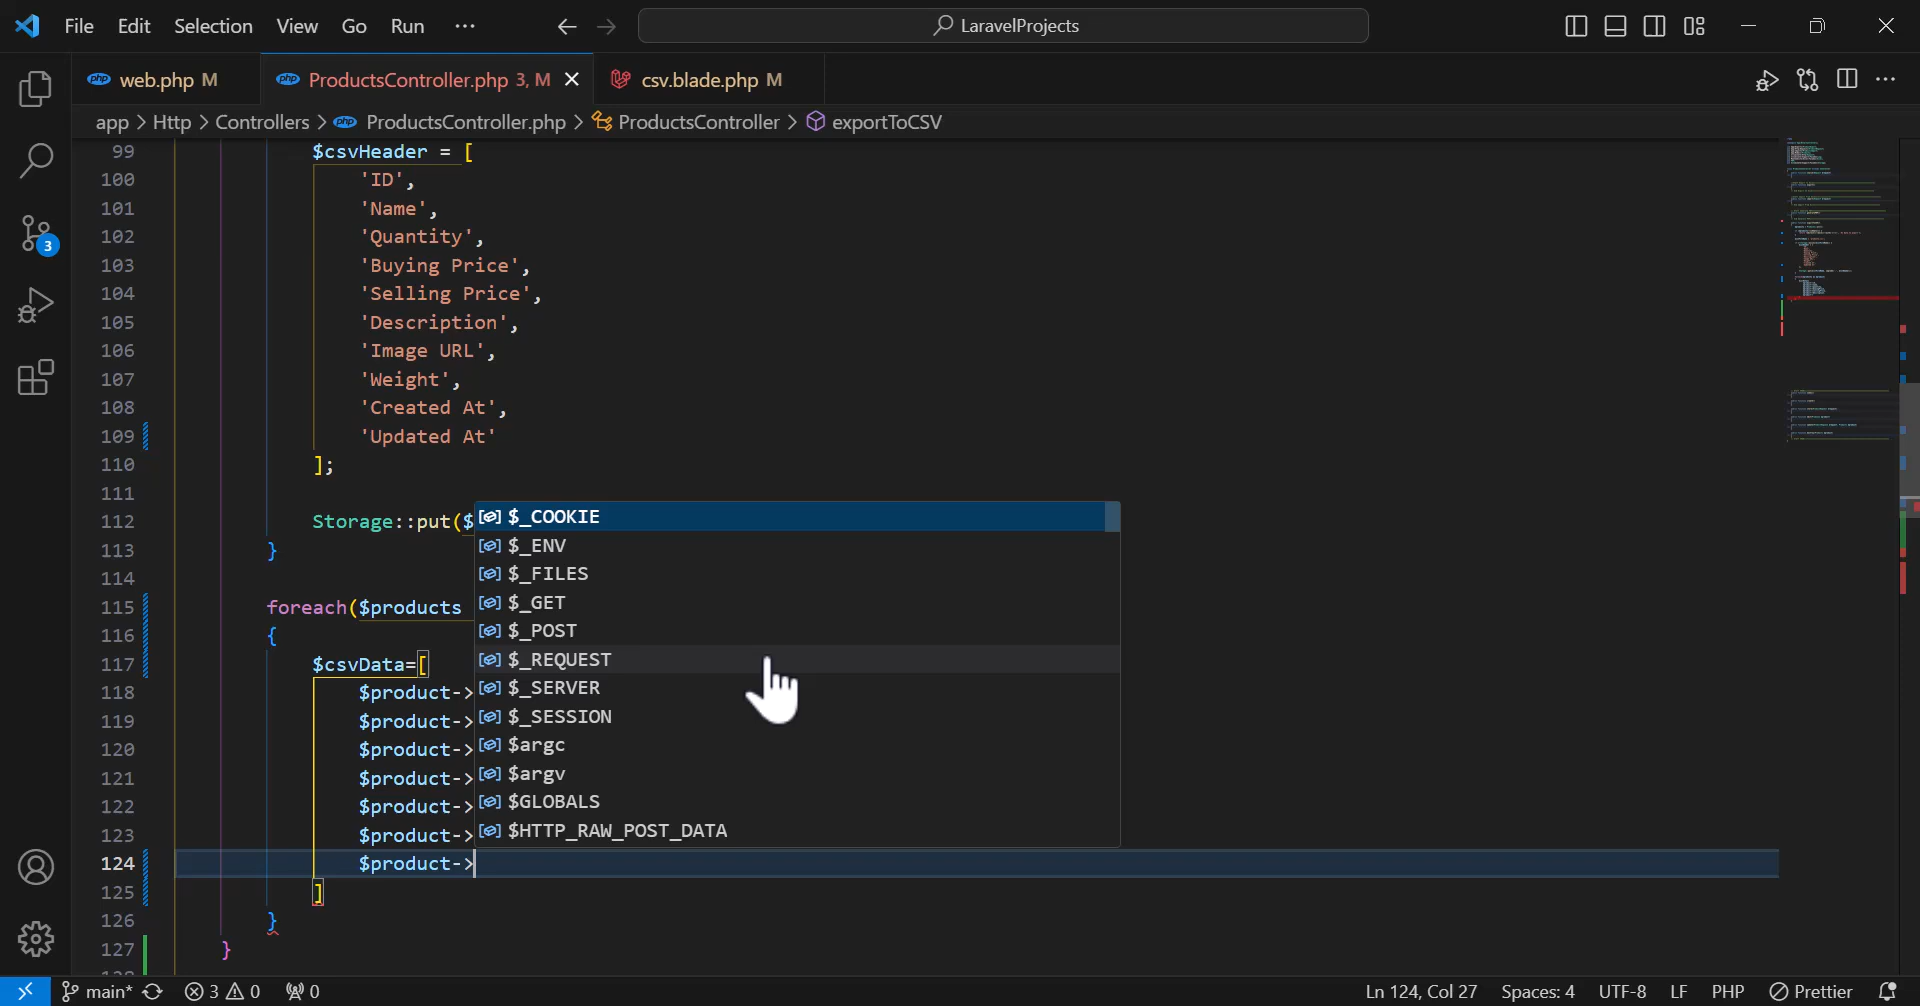 File Edit Selection View Go Run ··· LaravelProjects
web.php M ProductsController.php 3, M csv.blade.php M
app > Http > Controllers > ProductsController.php > ProductsController > exportToCSV
99 $csvHeader = [
100 'ID',
101 'Name',
102 'Quantity',
103 'Buying Price',
104 'Selling Price',
105 'Description',
106 'Image URL',
107 'Weight',
108 'Created At',
109 'Updated At'
110 ];
111
112 Storage::put($
113 }
114
115 foreach($products
116 {
117 $csvData=[
118 $product->
119 $product->
120 $product->
121 $product->
122 $product->
123 $product->
124 $product->
125 ]
126 }
127 }
$_COOKIE
$_ENV
$_FILES
$_GET
$_POST
$_REQUEST
$_SERVER
$_SESSION
$argc
$argv
$GLOBALS
$HTTP_RAW_POST_DATA
3
main* 3 0 0 Ln 124, Col 27 Spaces: 4 UTF-8 LF PHP Prettier